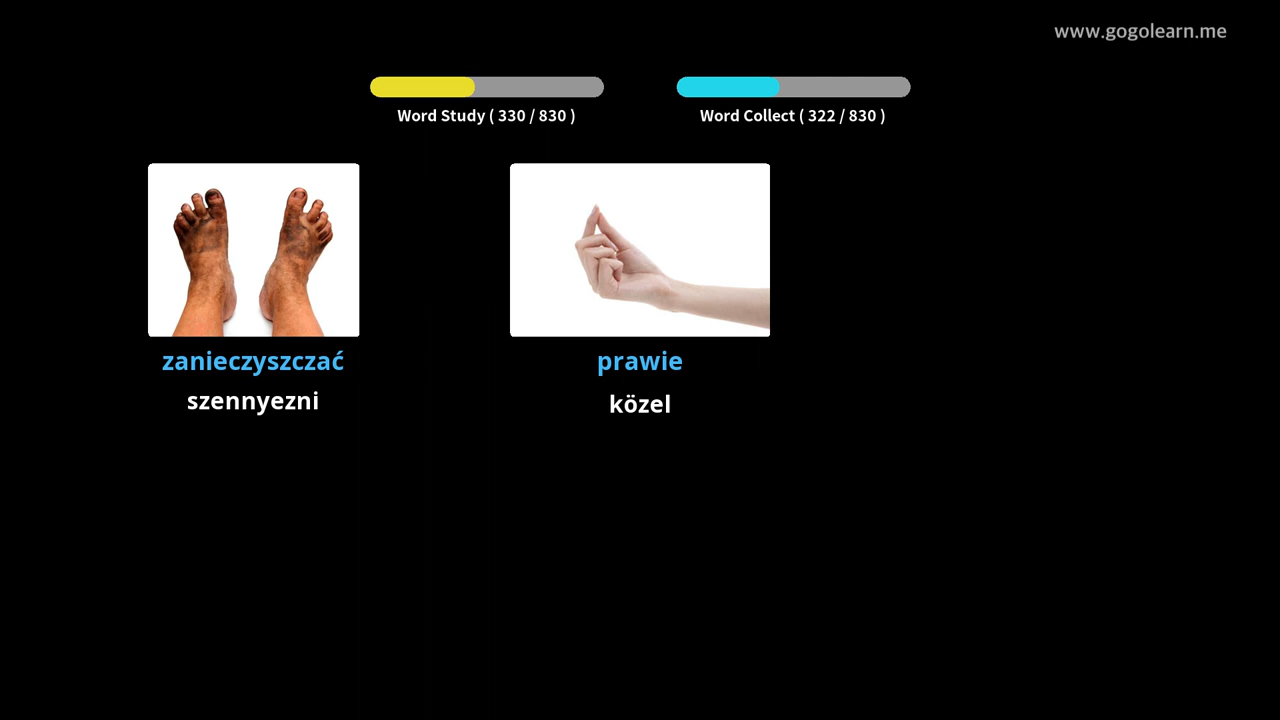 www.gogolearn.me
Word Study ( 330 / 830 )
Word Collect ( 322 / 830 )
zanieczyszczać
szennyezni
prawie
közel